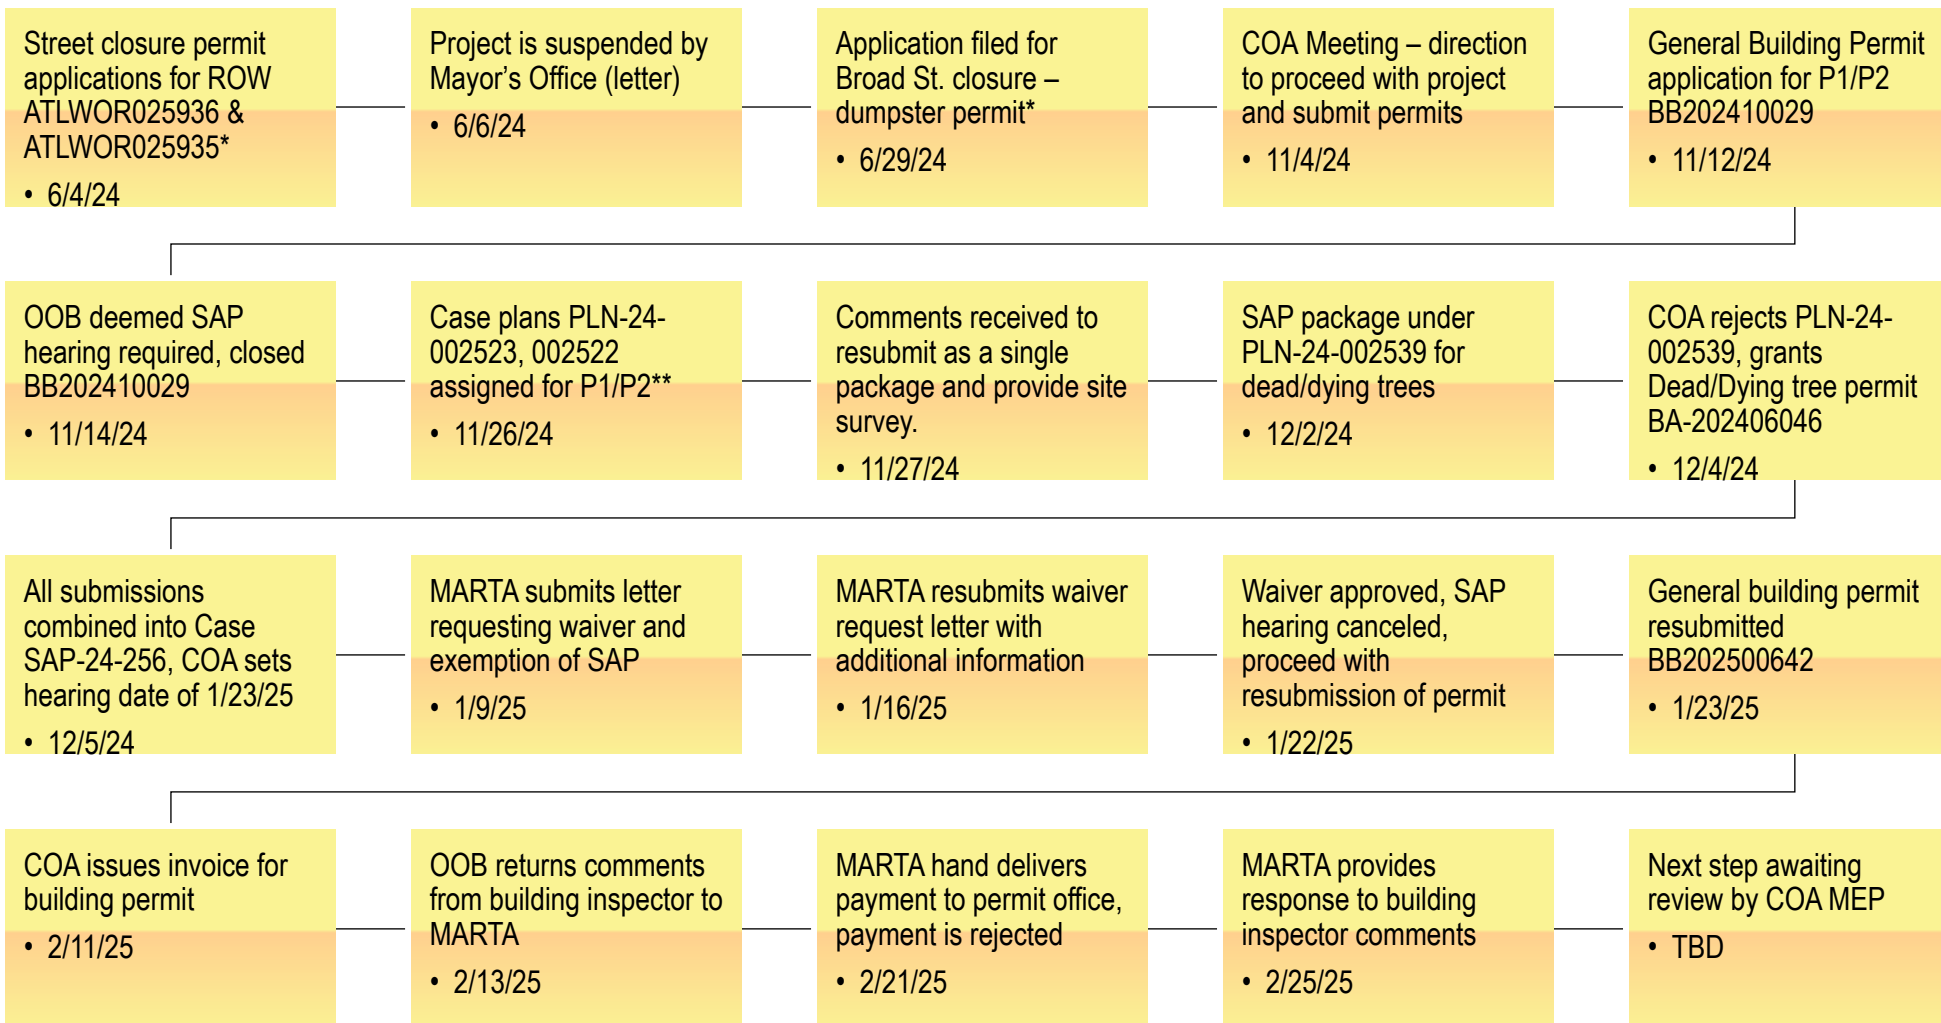 Street closure permit
applications for ROW
ATLWOR025936 &
ATLWOR025935*
• 6/4/24
Project is suspended by
Mayor’s Office (letter)
• 6/6/24
Application filed for
Broad St. closure –
dumpster permit*
• 6/29/24
COA Meeting – direction
to proceed with project
and submit permits
• 11/4/24
General Building Permit
application for P1/P2
BB202410029
• 11/12/24
OOB deemed SAP
hearing required, closed
BB202410029
• 11/14/24
Case plans PLN-24-
002523, 002522
assigned for P1/P2**
• 11/26/24
Comments received to
resubmit as a single
package and provide site
survey.
• 11/27/24
SAP package under
PLN-24-002539 for
dead/dying trees
• 12/2/24
COA rejects PLN-24-
002539, grants
Dead/Dying tree permit
BA-202406046
• 12/4/24
All submissions
combined into Case
SAP-24-256, COA sets
hearing date of 1/23/25
• 12/5/24
MARTA submits letter
requesting waiver and
exemption of SAP
• 1/9/25
MARTA resubmits waiver
request letter with
additional information
• 1/16/25
Waiver approved, SAP
hearing canceled,
proceed with
resubmission of permit
• 1/22/25
General building permit
resubmitted
BB202500642
• 1/23/25
COA issues invoice for
building permit
• 2/11/25
OOB returns comments
from building inspector to
MARTA
• 2/13/25
MARTA hand delivers
payment to permit office,
payment is rejected
• 2/21/25
MARTA provides
response to building
inspector comments
• 2/25/25
Next step awaiting
review by COA MEP
• TBD